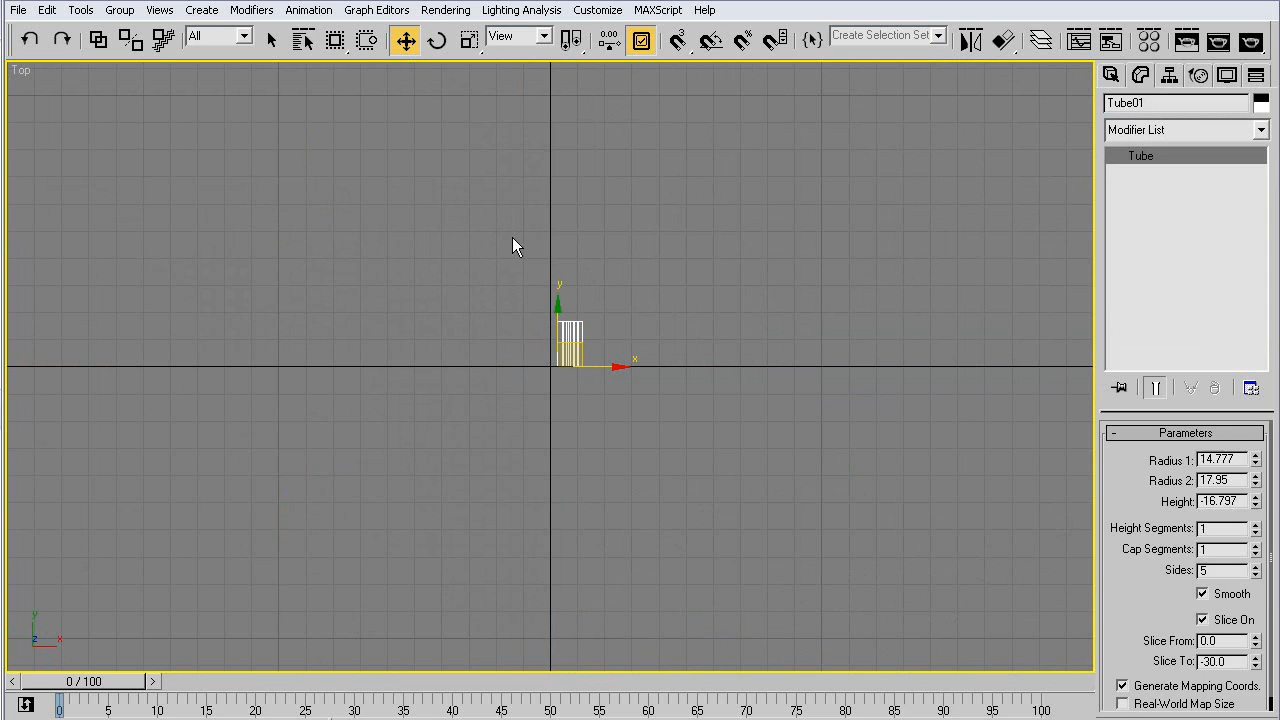 File Edit Tools Group Views Create Modifiers Animation Graph Editors Rendering Lighting Analysis Customize MAXScript Help
All View 0.00 Create Selection Set
Top
Tube01
Modifier List
Tube
y
x
Parameters
Radius 1: 14.777
Radius 2: 17.95
Height: -16.797
Height Segments: 1
Cap Segments: 1
Sides: 5
Smooth
Slice On
Slice From: 0.0
Slice To: -30.0
Generate Mapping Coords.
Real-World Map Size
y
z x
< 0 / 100 >
0 5 10 15 20 25 30 35 40 45 50 55 60 65 70 75 80 85 90 95 100